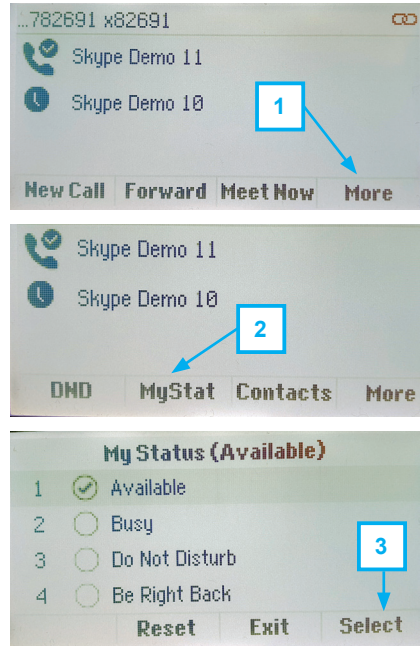 ...782691 x82691
Skype Demo 11
Skype Demo 10
1
New Call Forward Meet Now More
Skype Demo 11
Skype Demo 10
2
DND MyStat Contacts More
My Status (Available)
1 Available
2 Busy
3 Do Not Disturb
3
4 Be Right Back
Reset Exit Select